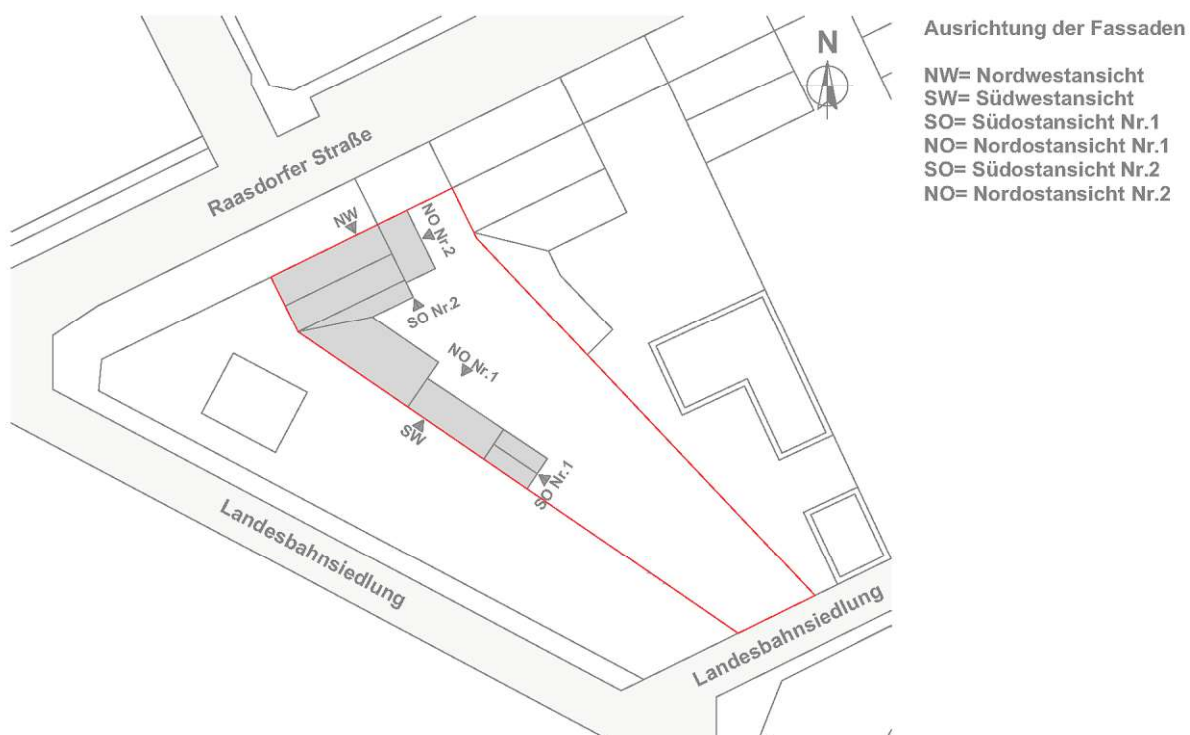 Ausrichtung der Fassaden
N
NW= Nordwestansicht
SW= Südwestansicht
SO= Südostansicht Nr.1
NO= Nordostansicht Nr.1
SO= Südostansicht Nr.2
NO= Nordostansicht Nr.2
Raasdorfer Straße
NW
NO Nr.2
SO Nr.2
NO Nr.1
SW
SO Nr.1
Landesbahnsiedlung
Landesbahnsiedlung